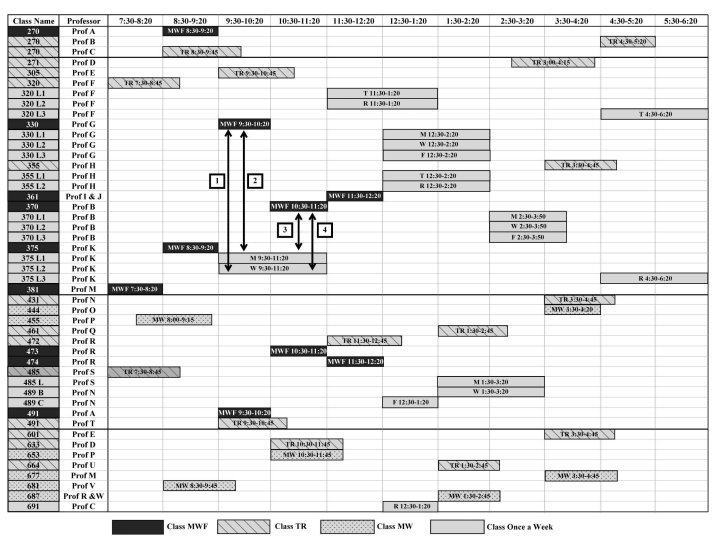 Class Name Professor 7:30-8:20 8:30-9:20 9:30-10:20 10:30-11:20 11:30-12:20 12:30-1:20 1:30-2:20 2:30-3:20 3:30-4:20 4:30-5:20 5:30-6:20
270 Prof A MWF 8:30-9:20
270 Prof B TR 4:30-5:20
270 Prof C TR 8:30-9:45
271 Prof D TR 3:00-4:15
305 Prof E TR 9:30-10:45
320 Prof F TR 7:30-8:45
320 L1 Prof F T 11:30-1:20
320 L2 Prof F R 11:30-1:20
320 L3 Prof F T 4:30-6:20
330 Prof G MWF 9:30-10:20
330 L1 Prof G M 12:30-2:20
330 L2 Prof G W 12:30-2:20
330 L3 Prof G F 12:30-2:20
355 Prof H TR 3:30-4:45
355 L1 Prof H T 12:30-2:20
1 2
355 L2 Prof H R 12:30-2:20
361 Prof I & J MWF 11:30-12:20
370 Prof B MWF 10:30-11:20
370 L1 Prof B M 2:30-3:50
370 L2 Prof B W 2:30-3:50
3 4
370 L3 Prof B F 2:30-3:50
375 Prof K MWF 8:30-9:20
375 L1 Prof K M 9:30-11:20
375 L2 Prof K W 9:30-11:20
375 L3 Prof K R 4:30-6:20
381 Prof M MWF 7:30-8:20
431 Prof N TR 3:30-4:45
444 Prof O MW 3:30-4:20
455 Prof P MW 8:00-9:15
461 Prof Q TR 1:30-2:45
472 Prof R TR 11:30-12:45
473 Prof R MWF 10:30-11:20
474 Prof R MWF 11:30-12:20
485 Prof S TR 7:30-8:45
485 L Prof S M 1:30-3:20
489 B Prof N W 1:30-3:20
489 C Prof N F 12:30-1:20
491 Prof A MWF 9:30-10:20
491 Prof T TR 9:30-10:45
601 Prof E TR 3:30-4:45
633 Prof D TR 10:30-11:45
653 Prof P MW 10:30-11:45
664 Prof U TR 1:30-2:45
677 Prof M MW 3:30-4:45
681 Prof V MW 8:30-9:45
687 Prof R &W MW 1:30-2:45
691 Prof C R 12:30-1:20
Class MWF Class TR Class MW Class Once a Week